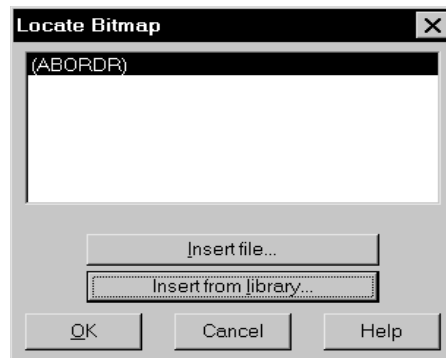 Locate Bitmap
(ABORDR)
Insert file...
Insert from library...
OK Cancel Help